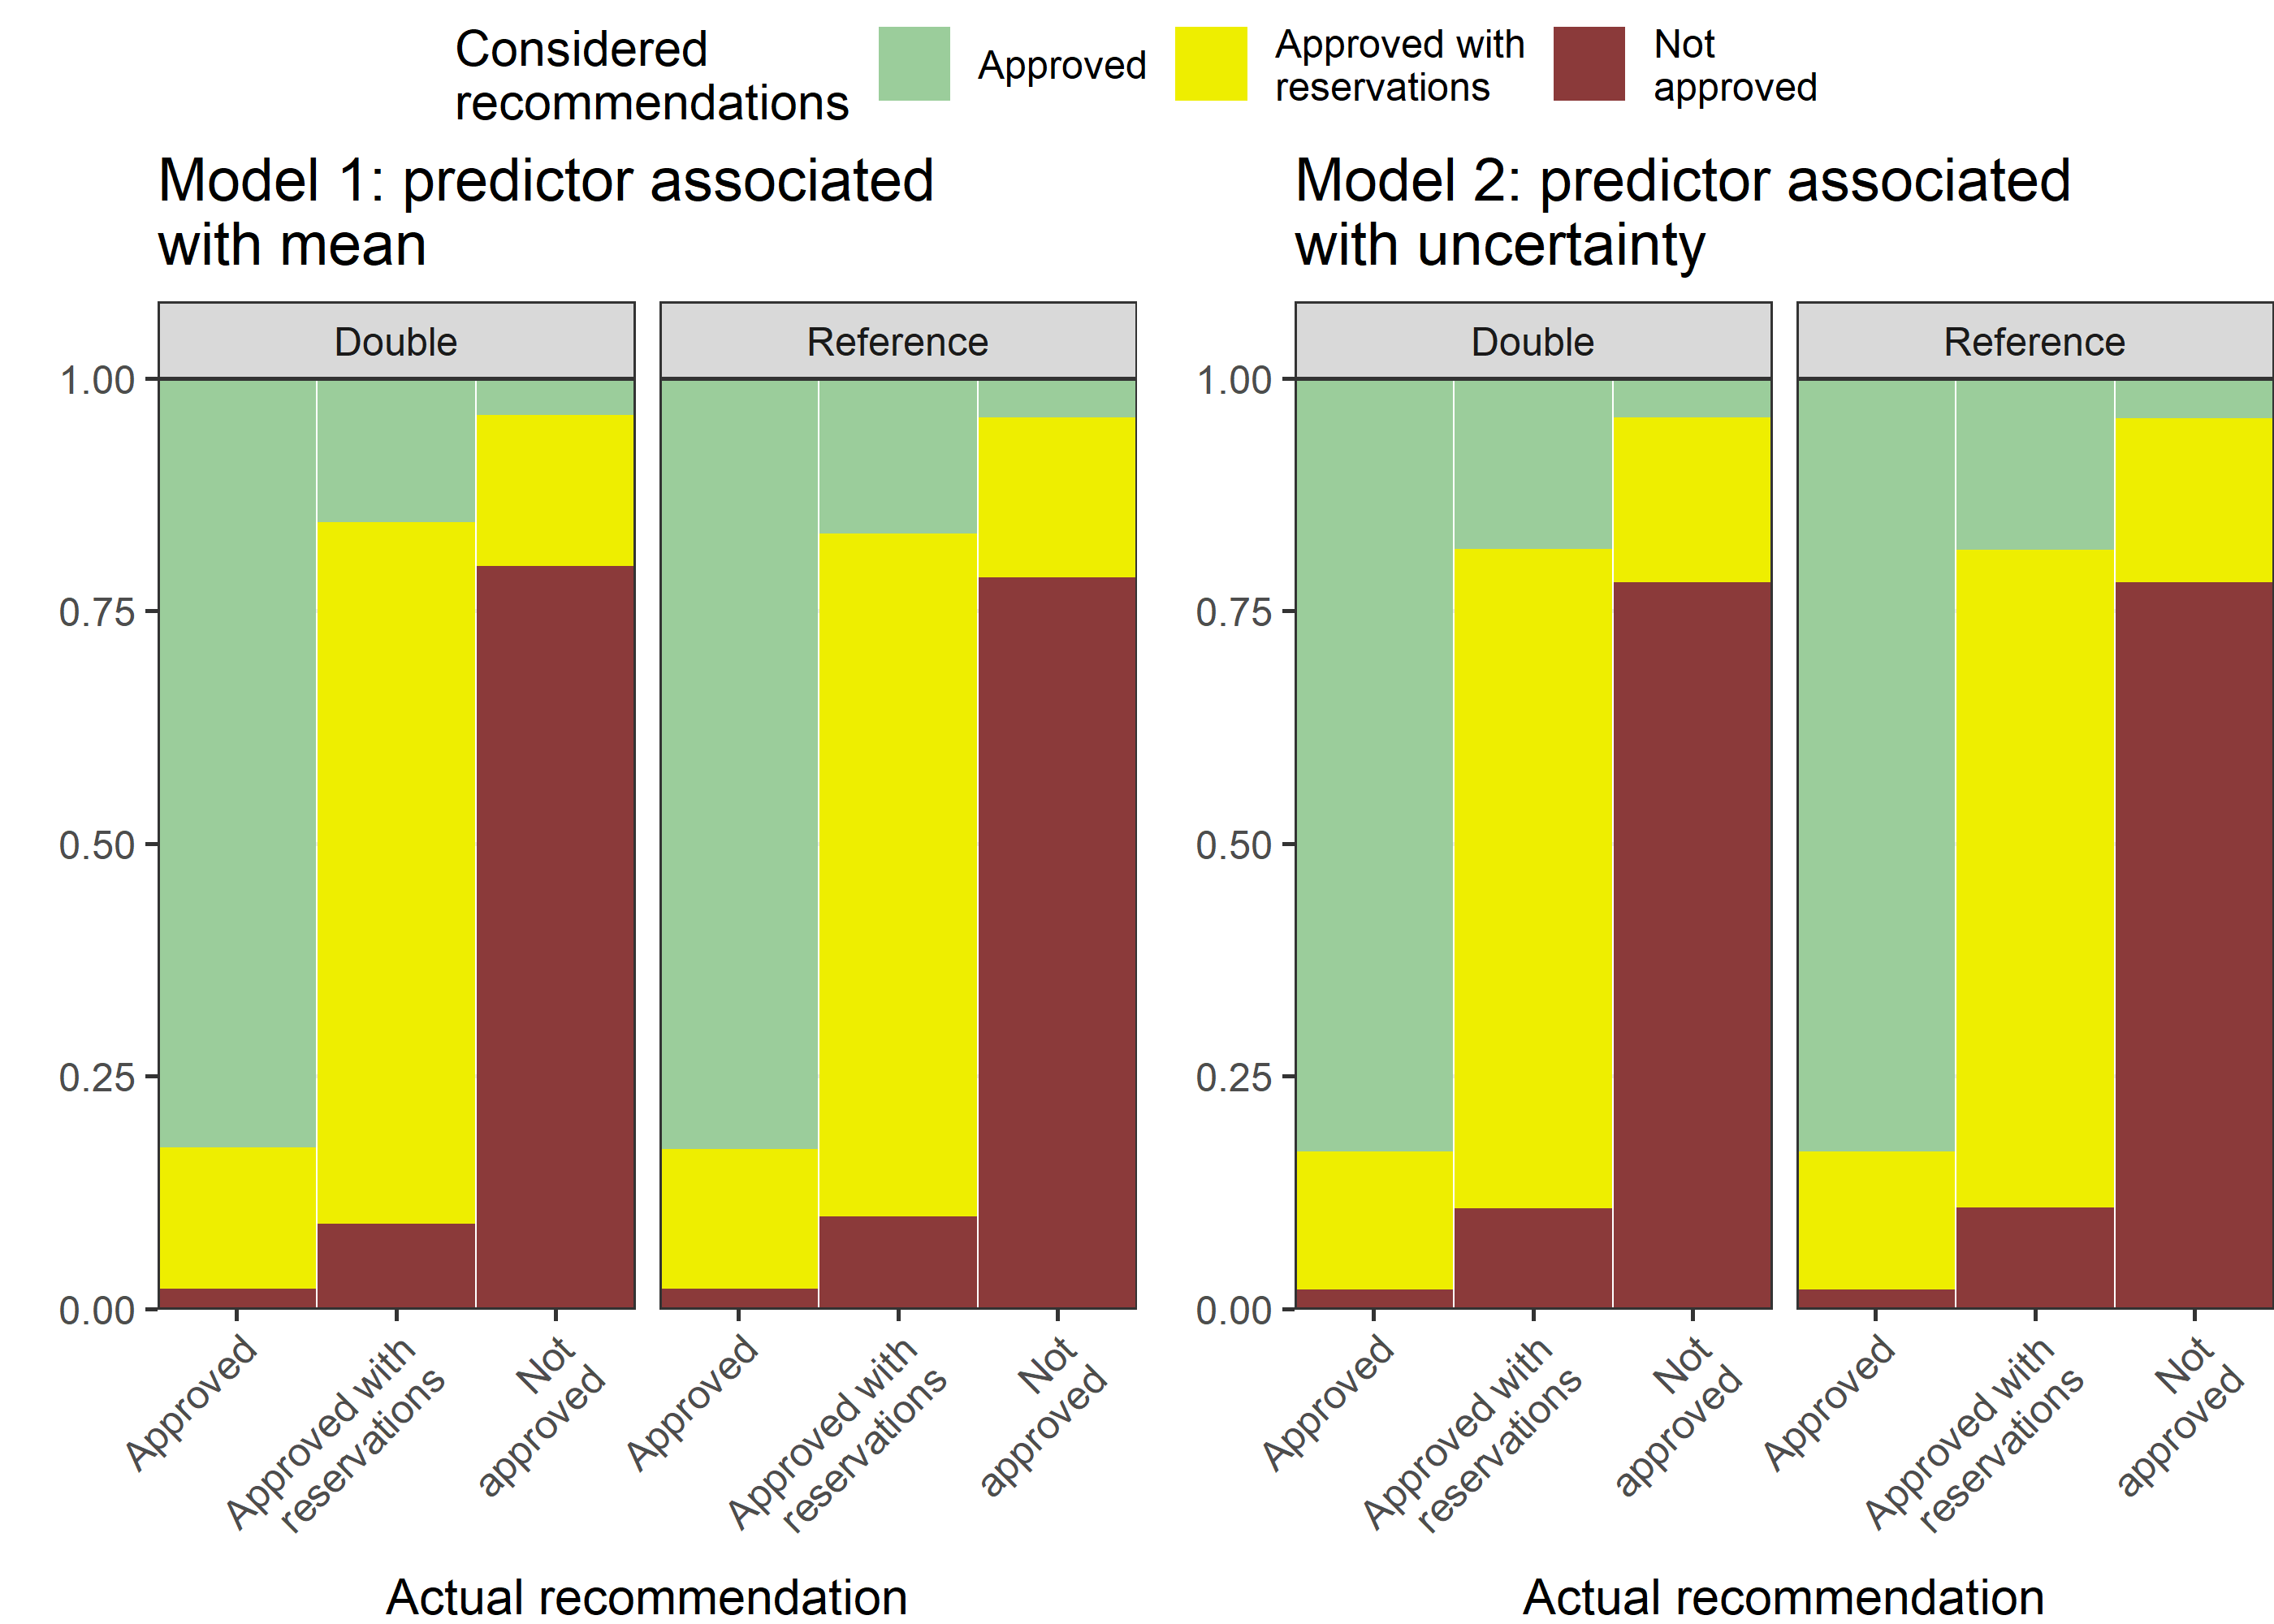 Considered
recommendations
Approved
Approved with
reservations
Not
approved
Model 1: predictor associated
with mean
Double
Reference
1.00
0.75
0.50
0.25
0.00
Approved
Approved with
reservations
Not
approved
Approved
Approved with
reservations
Not
approved
Actual recommendation
Model 2: predictor associated
with uncertainty
Double
Reference
1.00
0.75
0.50
0.25
0.00
Approved
Approved with
reservations
Not
approved
Approved
Approved with
reservations
Not
approved
Actual recommendation